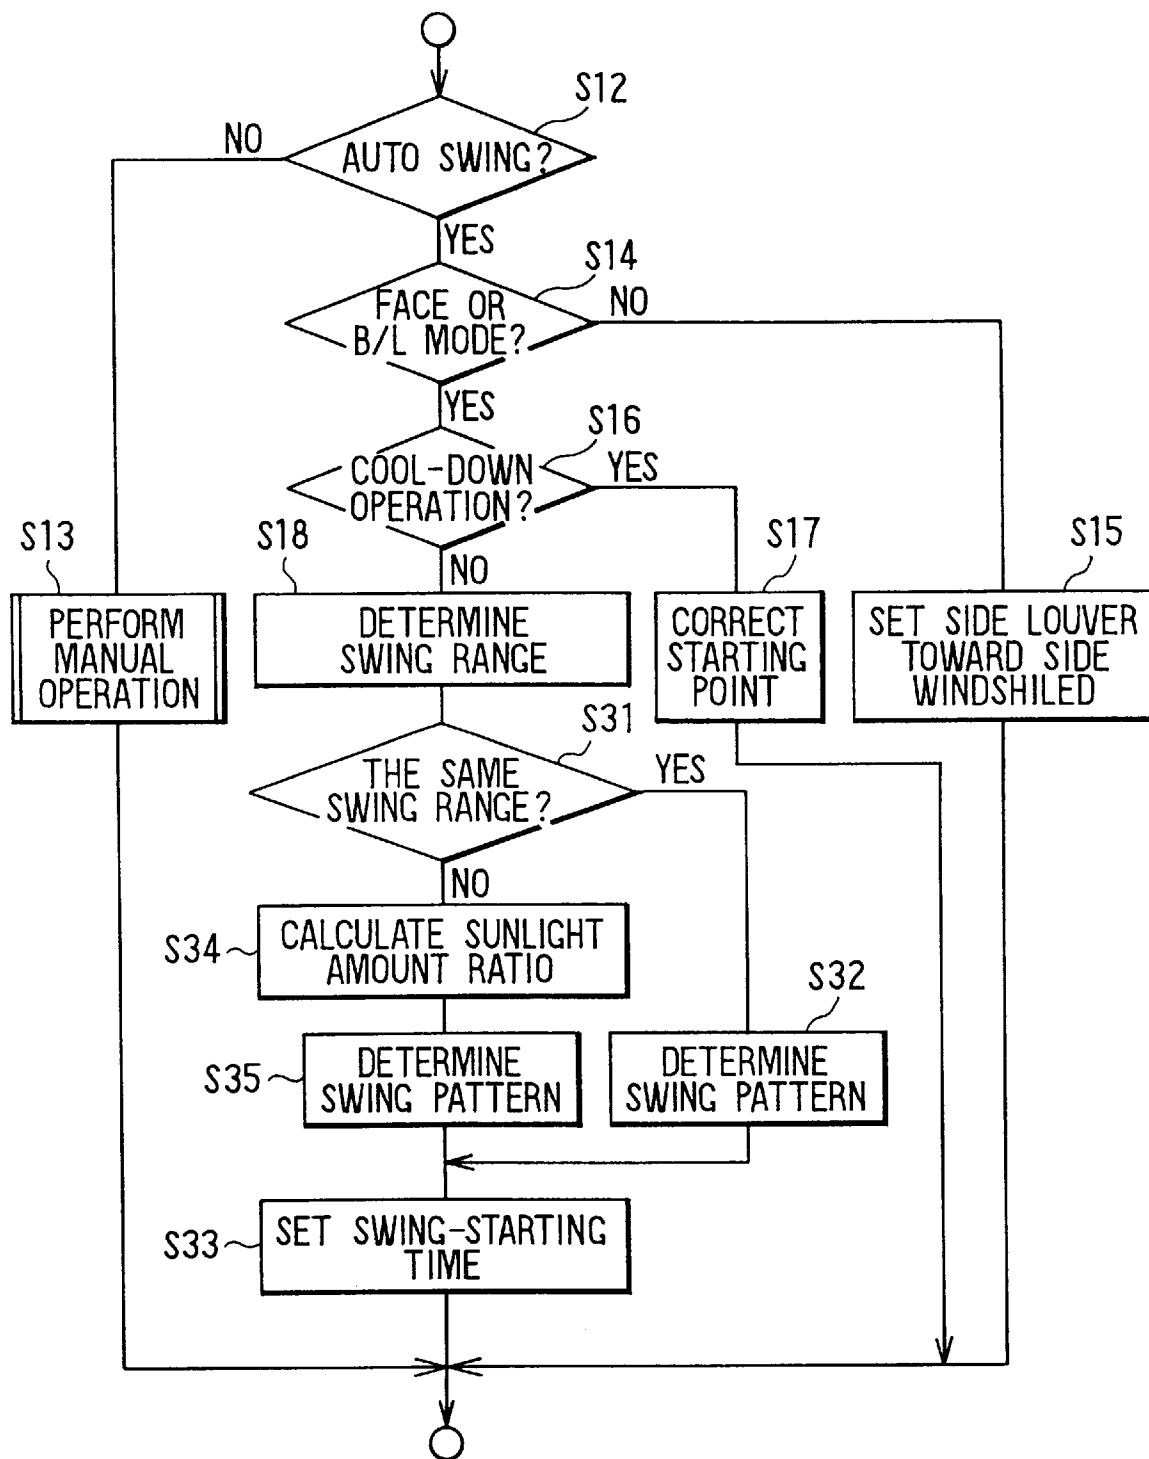 S12
NO
AUTO SWING?
YES
S14
FACE OR
B/L MODE?
NO
YES
S16
COOL-DOWN
OPERATION?
YES
NO
S13
PERFORM
MANUAL
OPERATION
S18
DETERMINE
SWING RANGE
S17
CORRECT
STARTING
POINT
S15
SET SIDE LOUVER
TOWARD SIDE
WINDSHILED
S31
THE SAME
SWING RANGE?
YES
NO
S34
CALCULATE SUNLIGHT
AMOUNT RATIO
S32
S35
DETERMINE
SWING PATTERN
DETERMINE
SWING PATTERN
S33
SET SWING-STARTING
TIME